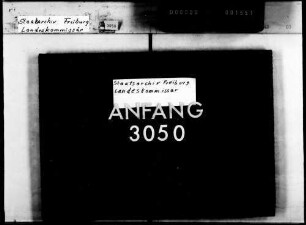 Staatsarchiv Freiburg
Landeskommissär
Staatsarchiv Freiburg
Landeskommissär
ANFANG
3050